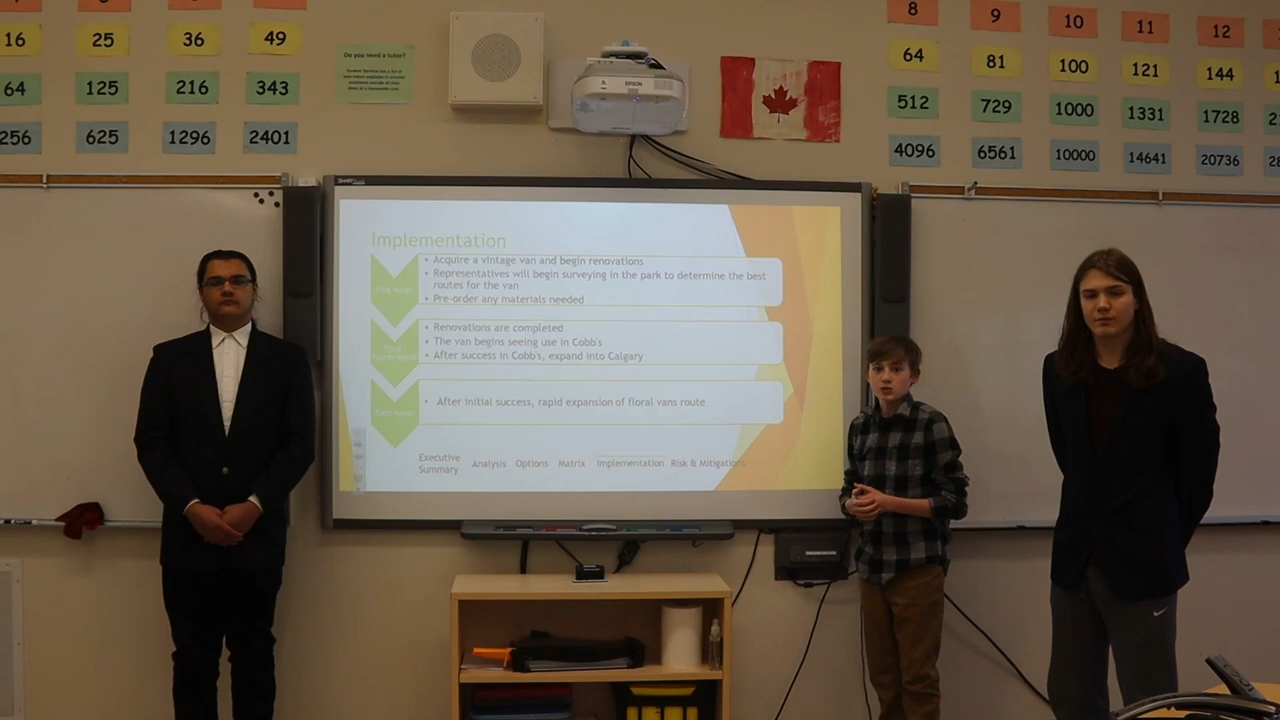 8 9 10 11 12
16 25 36 49
64 81 100 121 144
64 125 216 343
512 729 1000 1331 1728
256 625 1296 2401
4096 6561 10000 14641 20736
Do you need a tutor?
EPSON
Implementation
• Acquire a vintage van and begin renovations
• Representatives will begin surveying in the park to determine the best
routes for the van
• Pre-order any materials needed
• Renovations are completed
• The van begins seeing use in Cobb's
• After success in Cobb's, expand into Calgary
• After initial success, rapid expansion of floral vans route
Executive
Summary
Analysis Options Matrix Implementation Risk & Mitigations